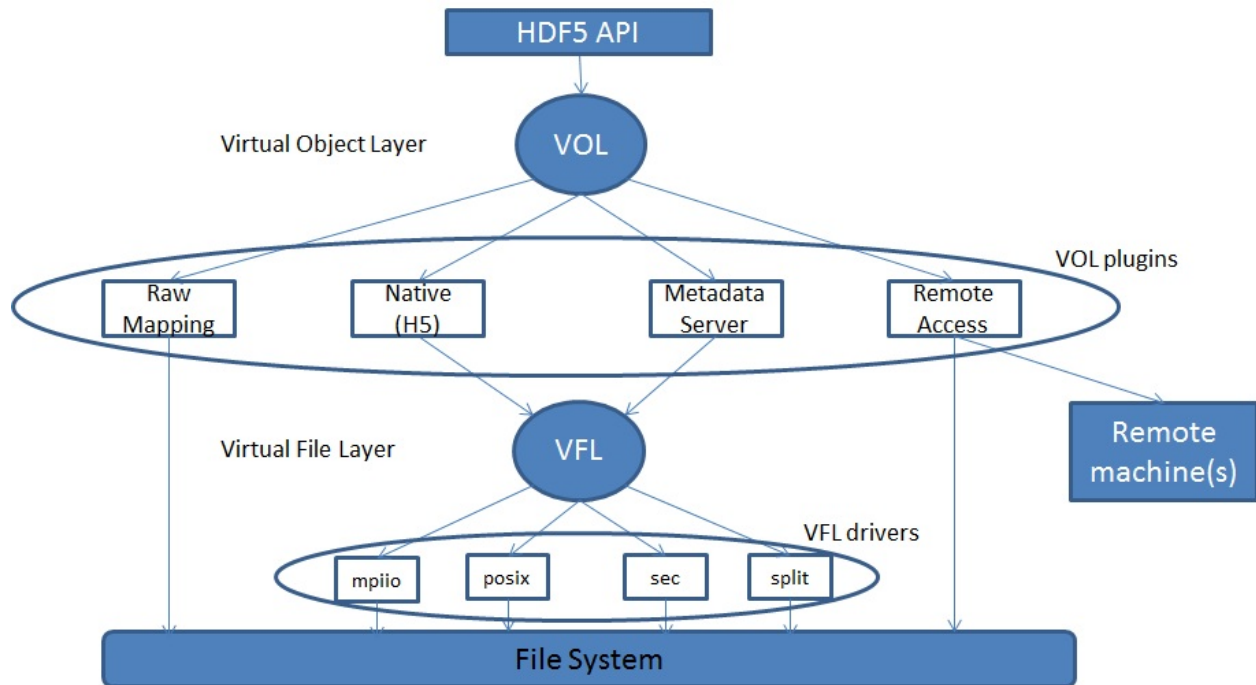 HDF5 API
Virtual Object Layer
VOL
VOL plugins
Raw
Mapping
Native
(H5)
Metadata
Server
Remote
Access
Virtual File Layer
VFL
Remote
machine(s)
VFL drivers
mpiio
posix
sec
split
File System